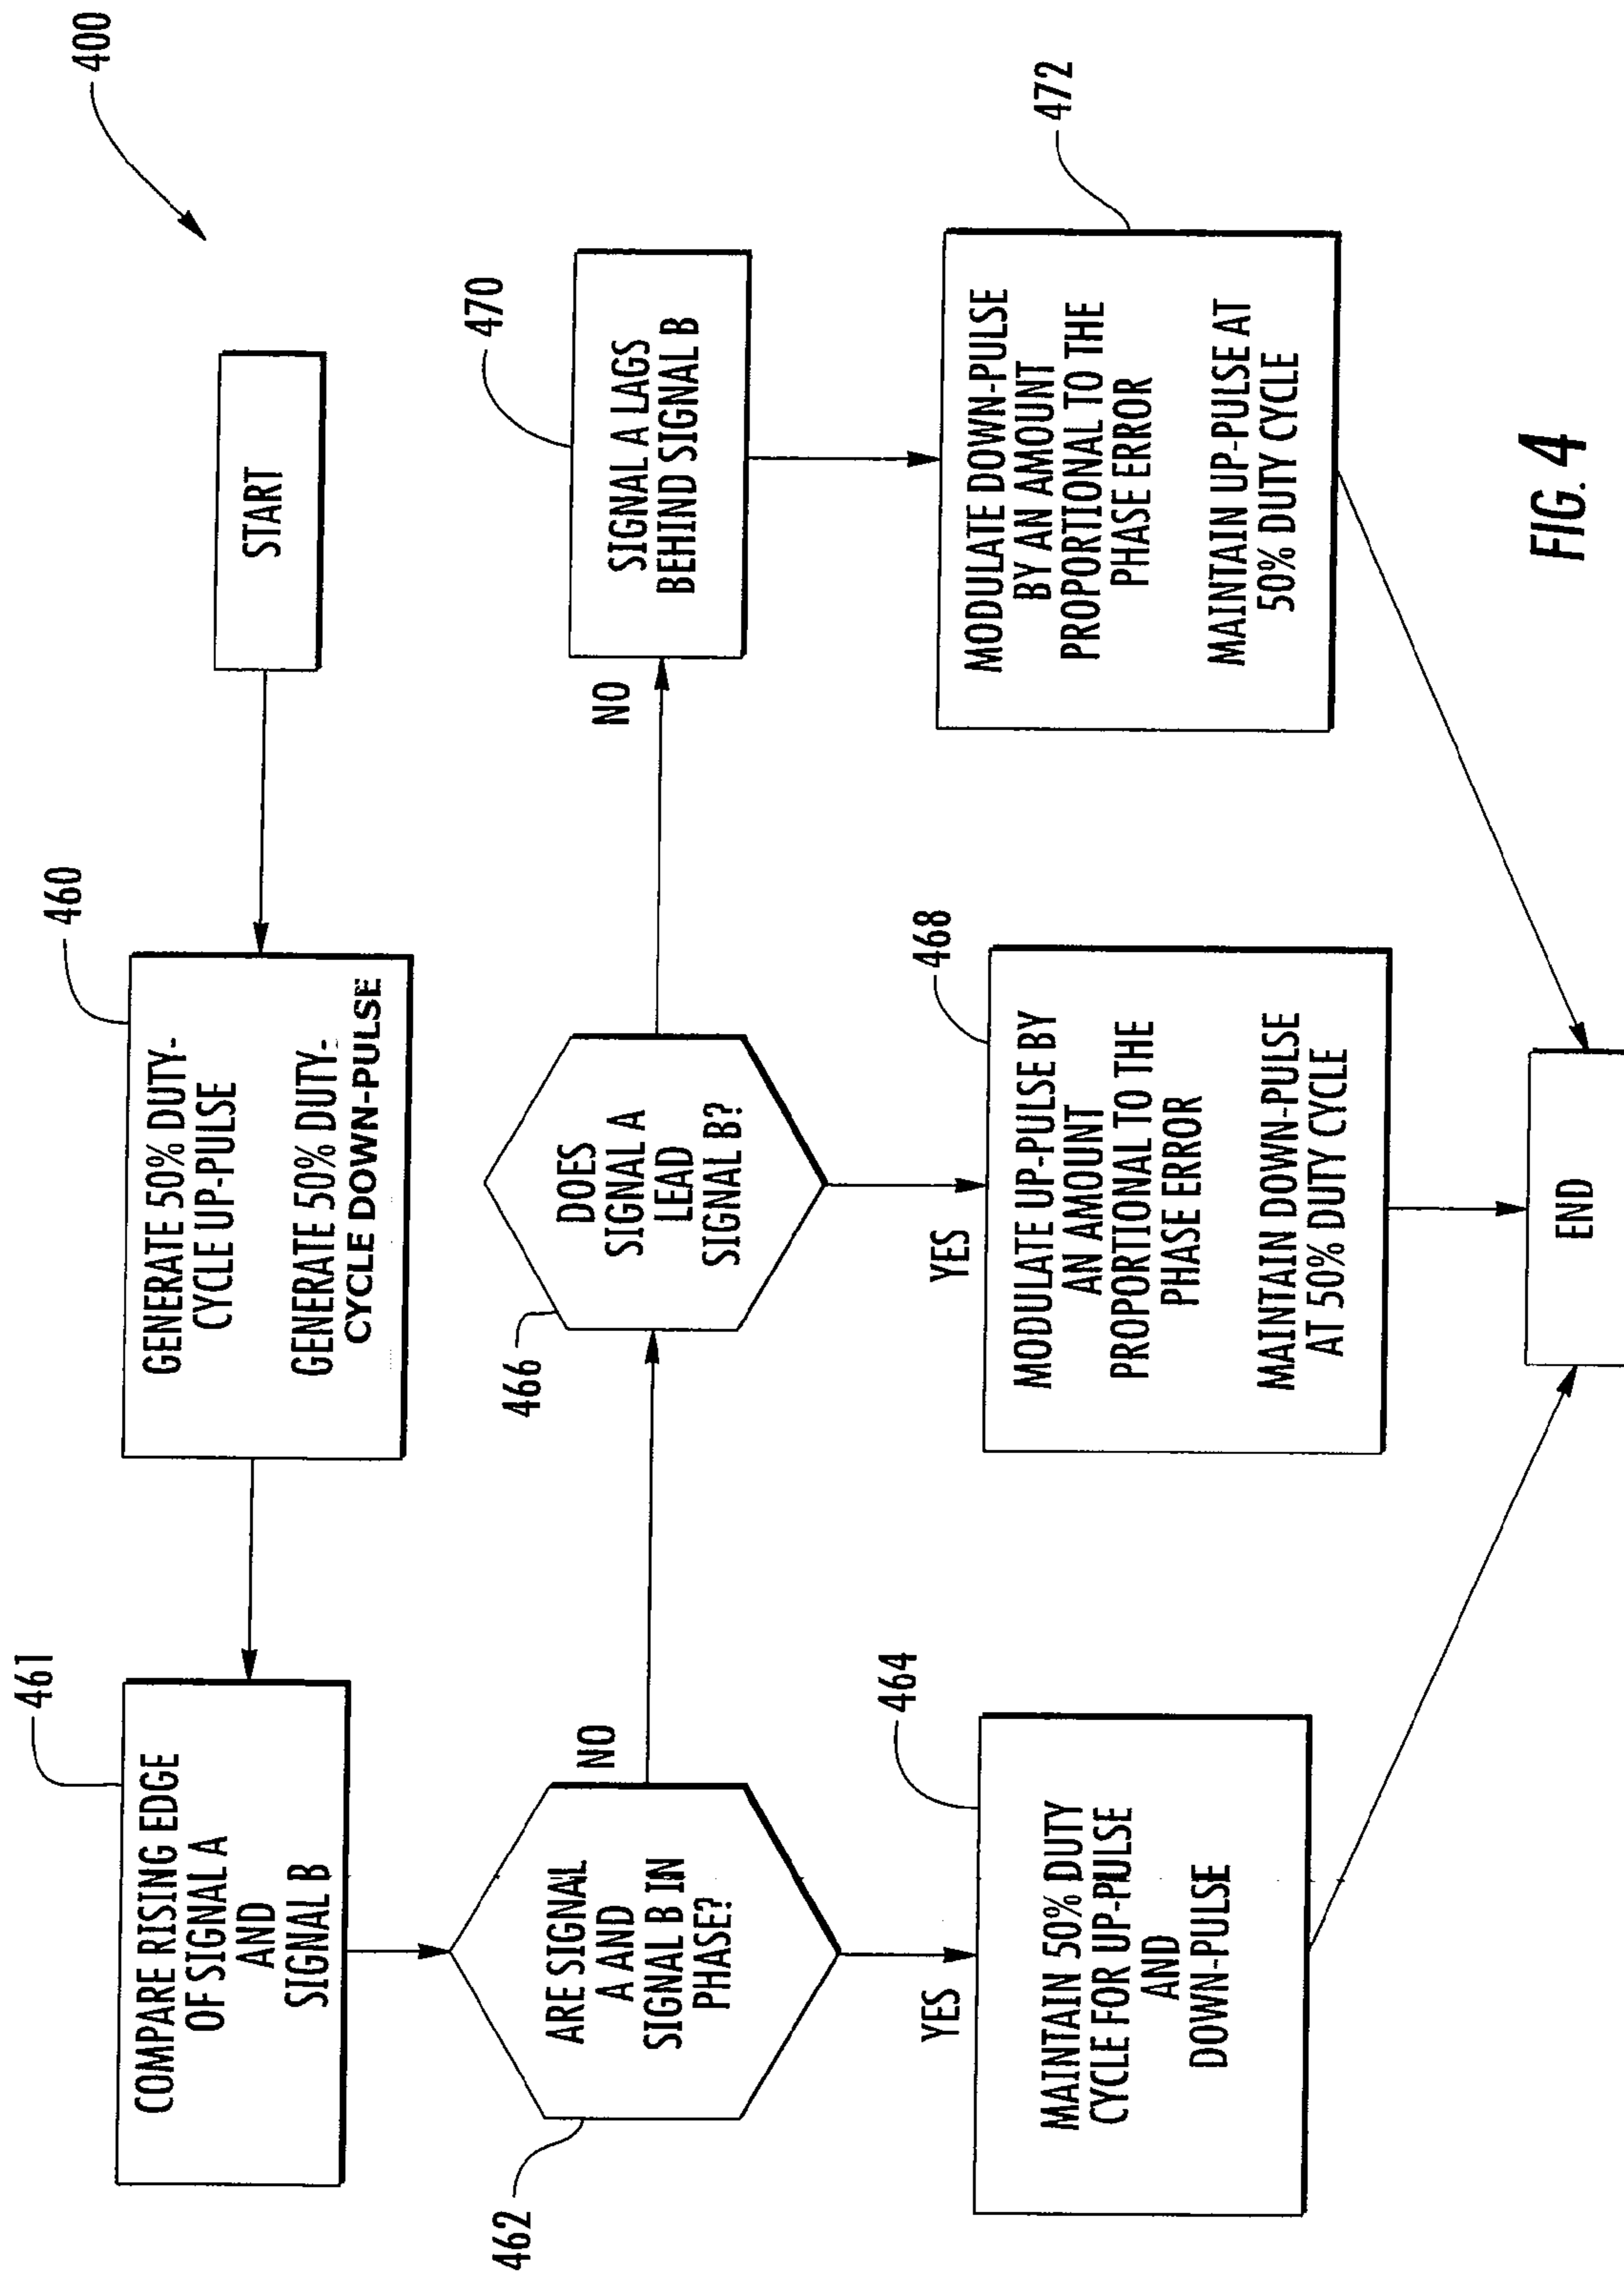 400
START
460
GENERATE 50% DUTY-
CYCLE UP-PULSE
GENERATE 50% DUTY-
CYCLE DOWN-PULSE
461
COMPARE RISING EDGE
OF SIGNAL A
AND
SIGNAL B
462
ARE SIGNAL
A AND
SIGNAL B IN
PHASE?
NO
YES
464
MAINTAIN 50% DUTY
CYCLE FOR UP-PULSE
AND
DOWN-PULSE
466
DOES
SIGNAL A
LEAD
SIGNAL B?
NO
YES
468
MODULATE UP-PULSE BY
AN AMOUNT
PROPORTIONAL TO THE
PHASE ERROR
MAINTAIN DOWN-PULSE
AT 50% DUTY CYCLE
470
SIGNAL A LAGS
BEHIND SIGNAL B
472
MODULATE DOWN-PULSE
BY AN AMOUNT
PROPORTIONAL TO THE
PHASE ERROR
MAINTAIN UP-PULSE AT
50% DUTY CYCLE
END
FIG. 4